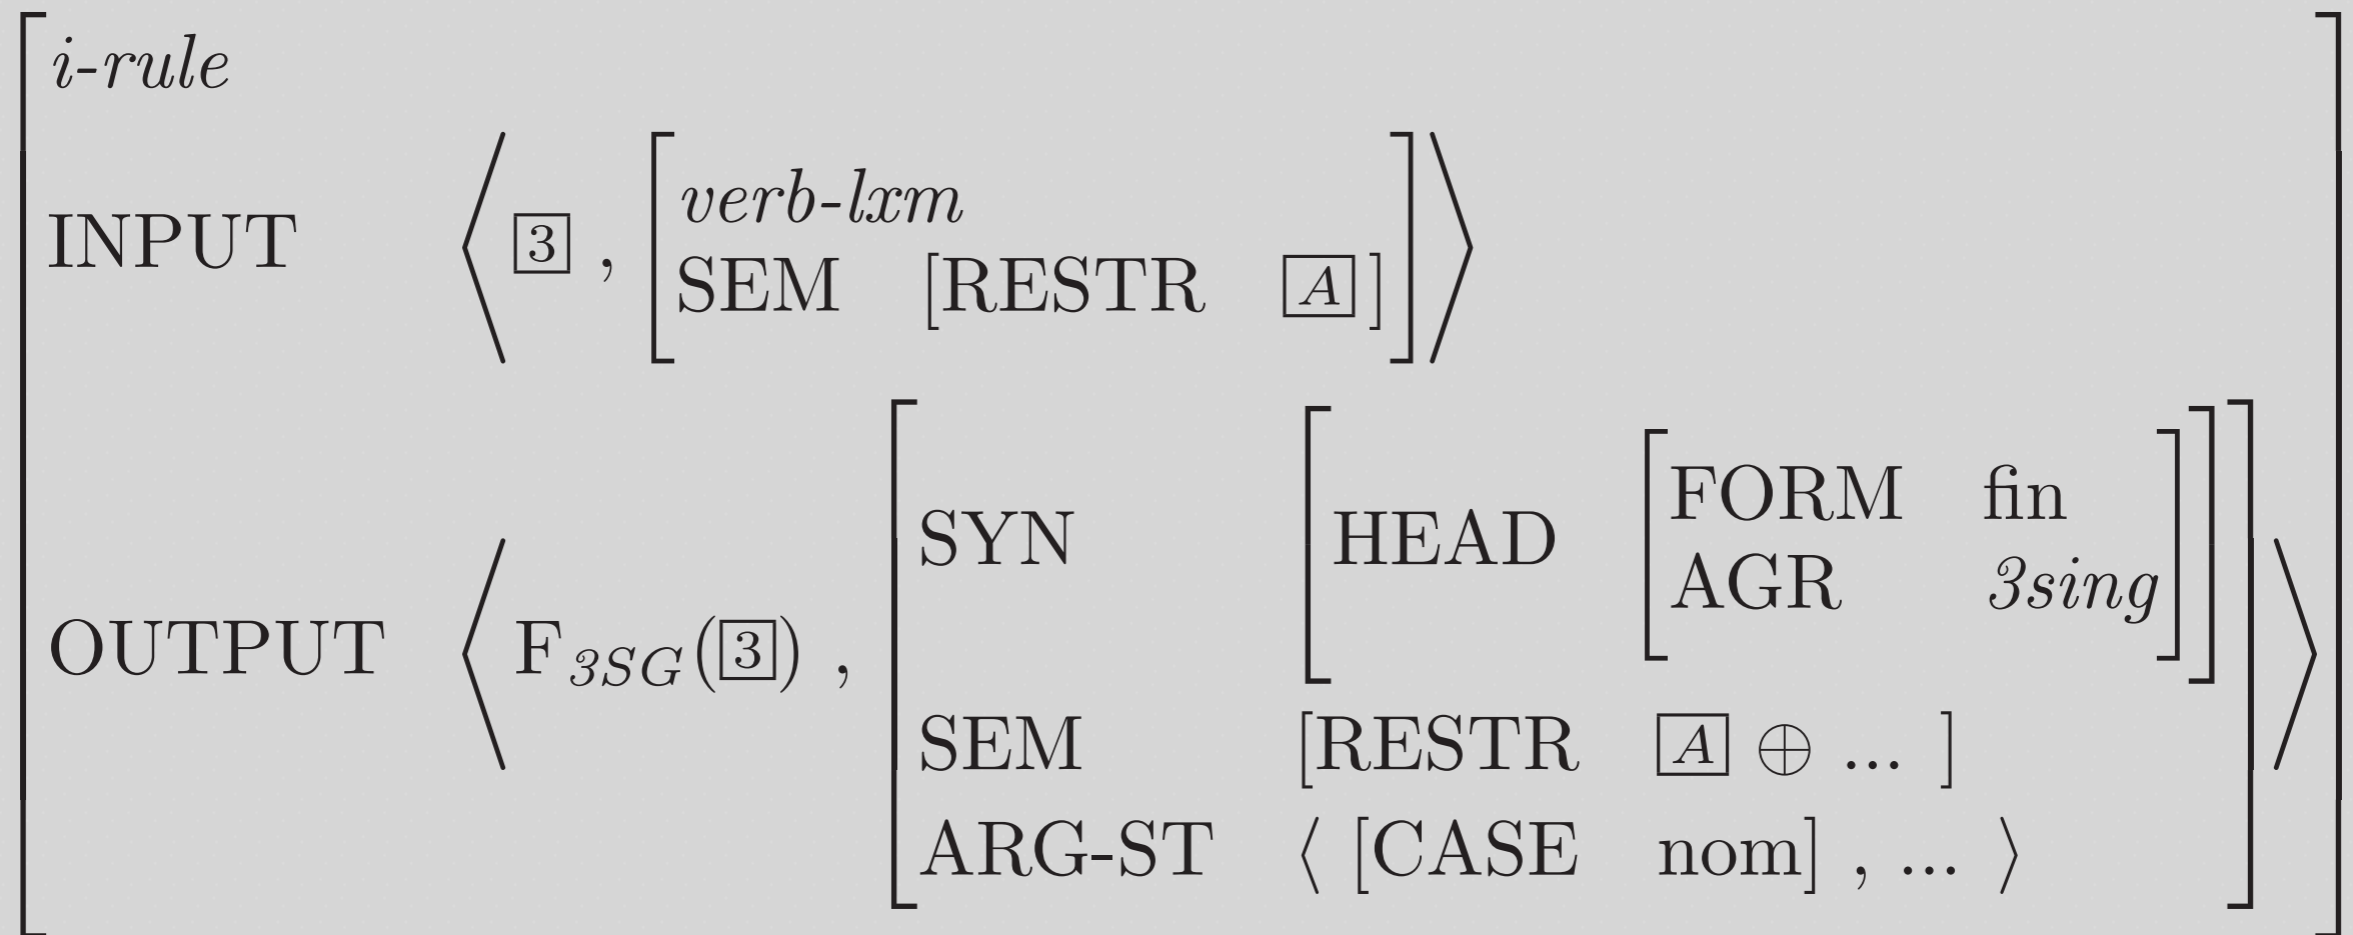 i-rule
INPUT ⟨ 3 , [ verb-lxm
SEM [RESTR A ] ] ⟩
SYN [ HEAD [ FORM fin
AGR 3sing ] ]
OUTPUT ⟨ F3SG( 3 ) ,
SEM [RESTR A ⊕ ... ]
ARG-ST ⟨ [CASE nom] , ... ⟩